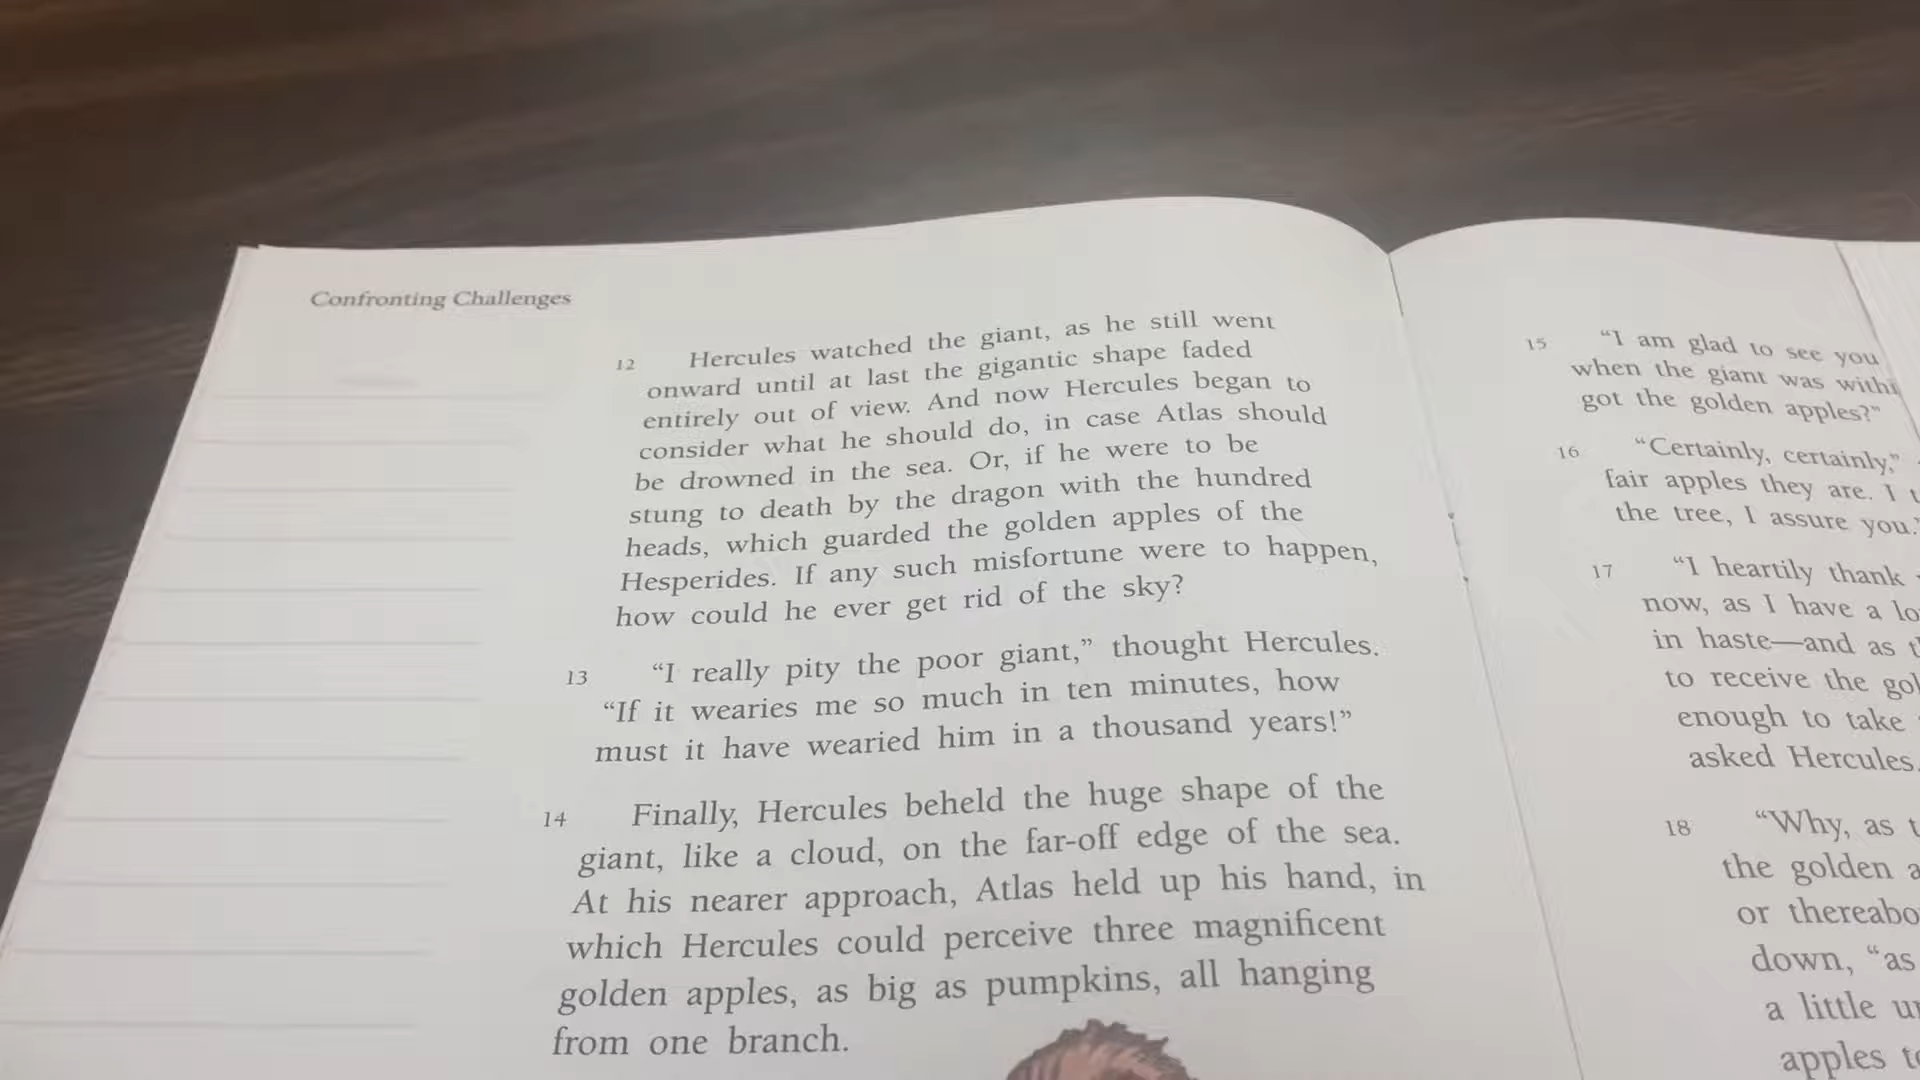 Confronting Challenges
12 Hercules watched the giant, as he still went
onward until at last the gigantic shape faded
entirely out of view. And now Hercules began to
consider what he should do, in case Atlas should
be drowned in the sea. Or, if he were to be
stung to death by the dragon with the hundred
heads, which guarded the golden apples of the
Hesperides. If any such misfortune were to happen,
how could he ever get rid of the sky?
13 “I really pity the poor giant,” thought Hercules.
“If it wearies me so much in ten minutes, how
must it have wearied him in a thousand years!”
14 Finally, Hercules beheld the huge shape of the
giant, like a cloud, on the far-off edge of the sea.
At his nearer approach, Atlas held up his hand, in
which Hercules could perceive three magnificent
golden apples, as big as pumpkins, all hanging
from one branch.
15 “I am glad to see you
when the giant was
got the golden apples?”
16 “Certainly, certainly,”
fair apples they are. I
the tree, I assure you.
17 “I heartily thank
now, as I have a
in haste—and as
to receive the
enough to take
asked Hercules.
18 “Why, as
the golden
or
down, “as
a little
apples